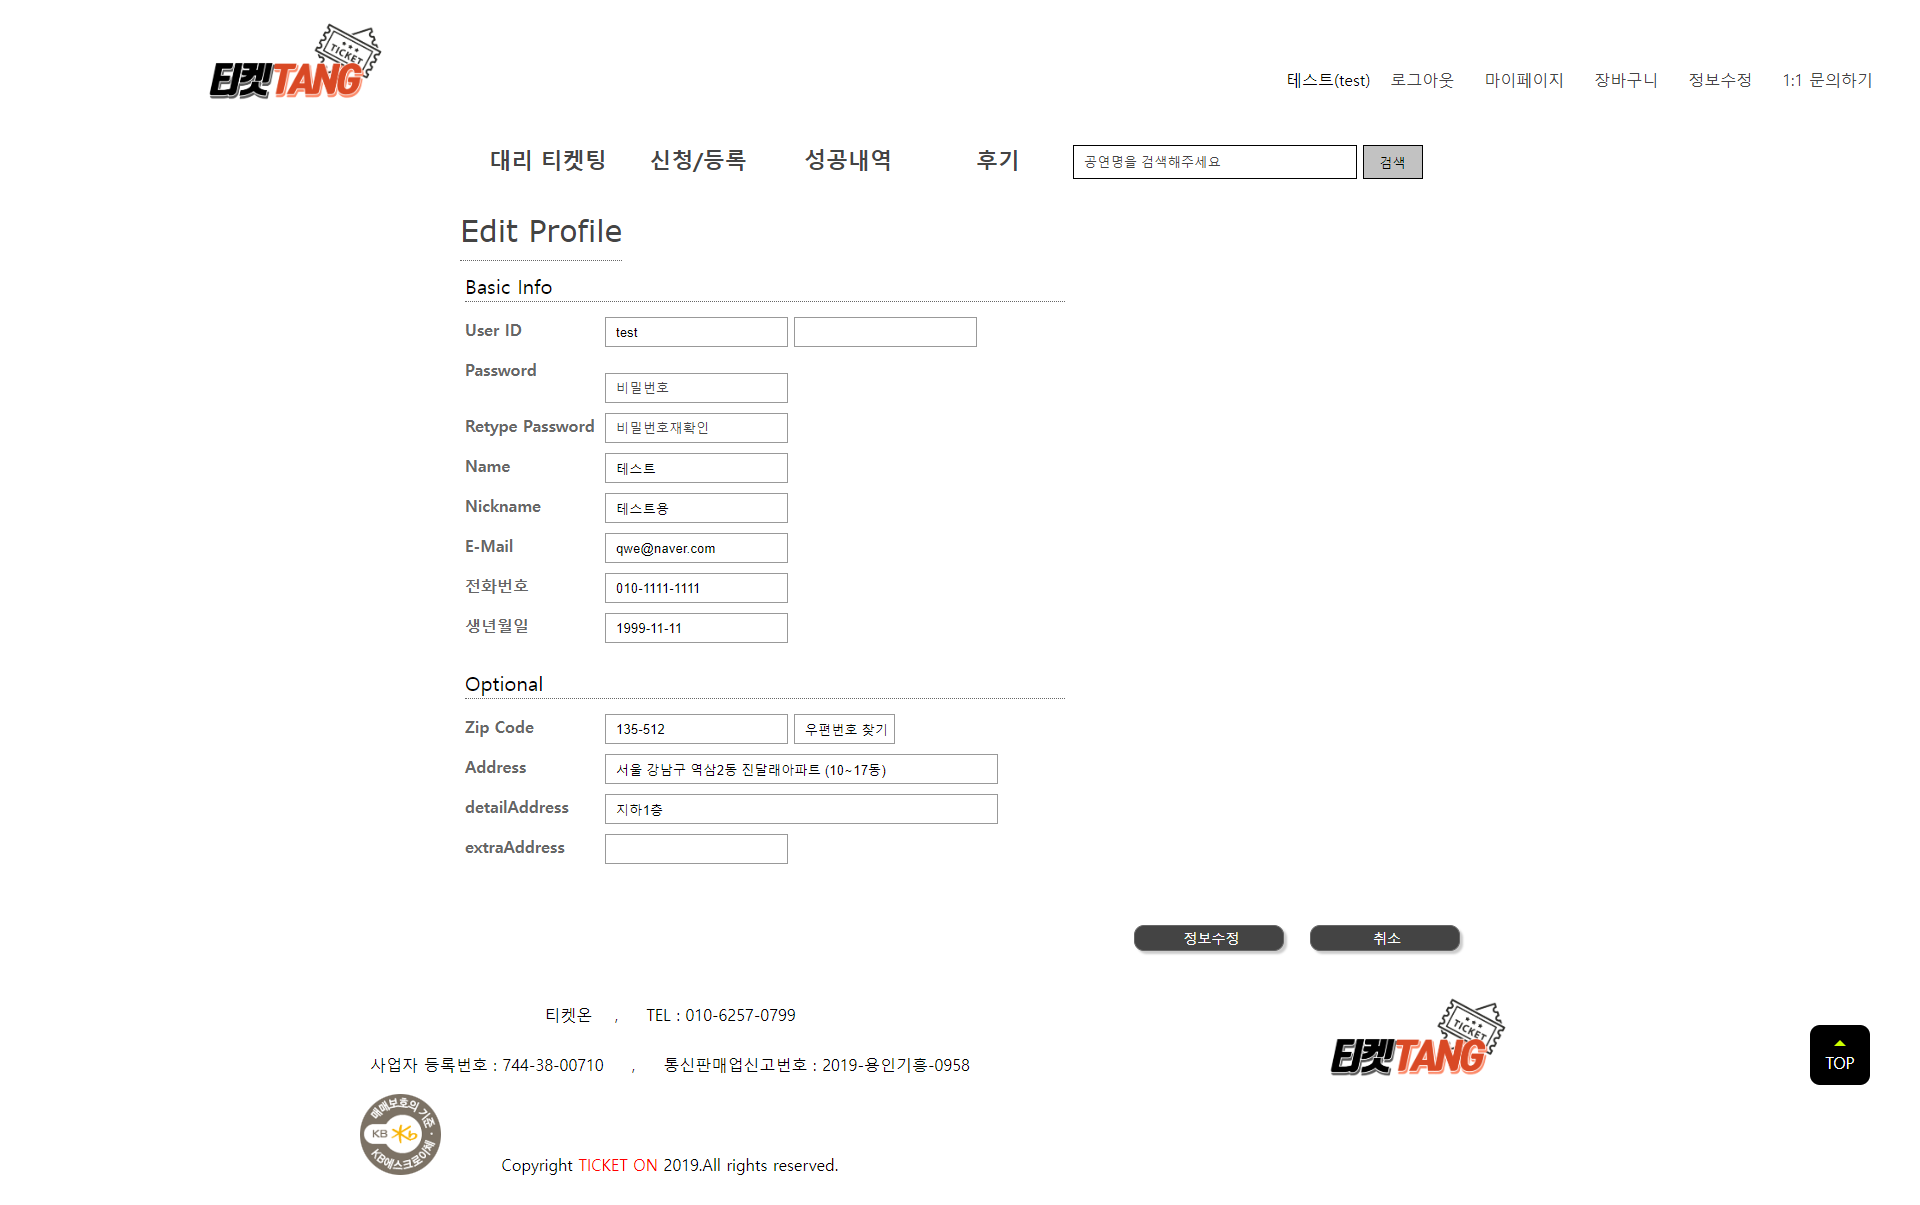 TICKET
티켓TANG
테스트(test) 로그아웃 마이페이지 장바구니 정보수정 1:1 문의하기
대리 티켓팅 신청/등록 성공내역 후기 공연명을 검색해주세요 검색
Edit Profile
Basic Info
User ID test
Password 비밀번호
Retype Password 비밀번호재확인
Name 테스트
Nickname 테스트용
E-Mail qwe@naver.com
전화번호 010-1111-1111
생년월일 1999-11-11
Optional
Zip Code 135-512 우편번호 찾기
Address 서울 강남구 역삼2동 진달래아파트 (10~17동)
detailAddress 지하1층
extraAddress
정보수정 취소
티켓온 , TEL : 010-6257-0799
사업자 등록번호 : 744-38-00710 , 통신판매업신고번호 : 2019-용인기흥-0958
TICKET
티켓TANG
TOP
매매보호의 기준 ·
KB
KB에스크로이체
Copyright TICKET ON 2019.All rights reserved.